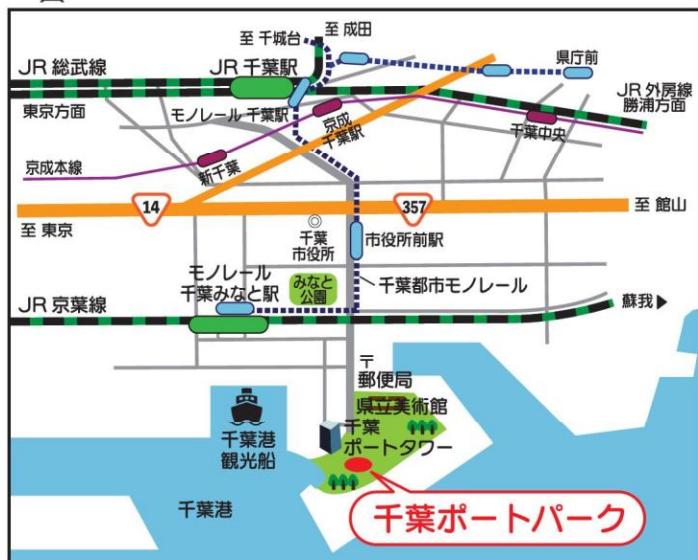 至 千城台
至 成田
県庁前
JR 総武線
JR 千葉駅
JR 外房線
勝浦方面
東京方面
モノレール 千葉駅
京成
千葉駅
千葉中央
京成本線
新千葉
14
357
至 館山
至 東京
千葉
市役所
市役所前駅
モノレール
千葉みなと駅
みなと
公園
千葉都市モノレール
JR 京葉線
蘇我▶
〒
郵便局
県立美術館
千葉
ポートタワー
千葉港
観光船
千葉港
千葉ポートパーク